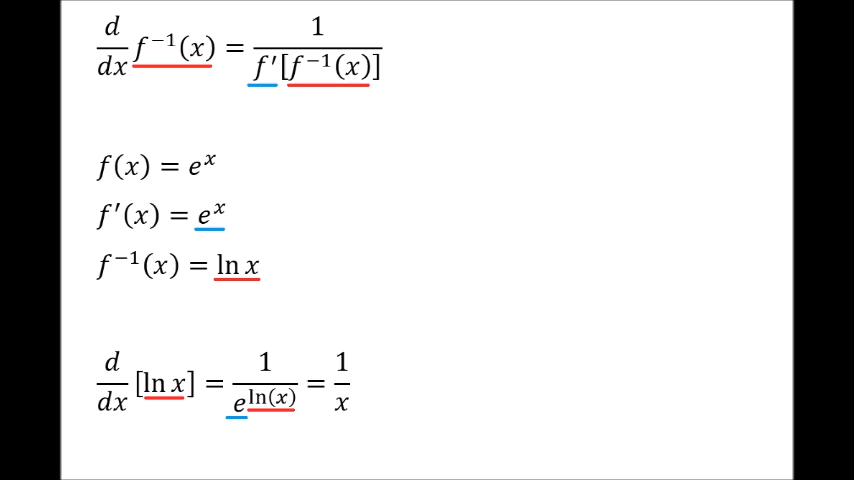 d/dx f⁻¹(x) = 1/f′[f⁻¹(x)]
f(x) = eˣ
f′(x) = eˣ
f⁻¹(x) = ln x
d/dx [ln x] = 1/e^ln(x) = 1/x